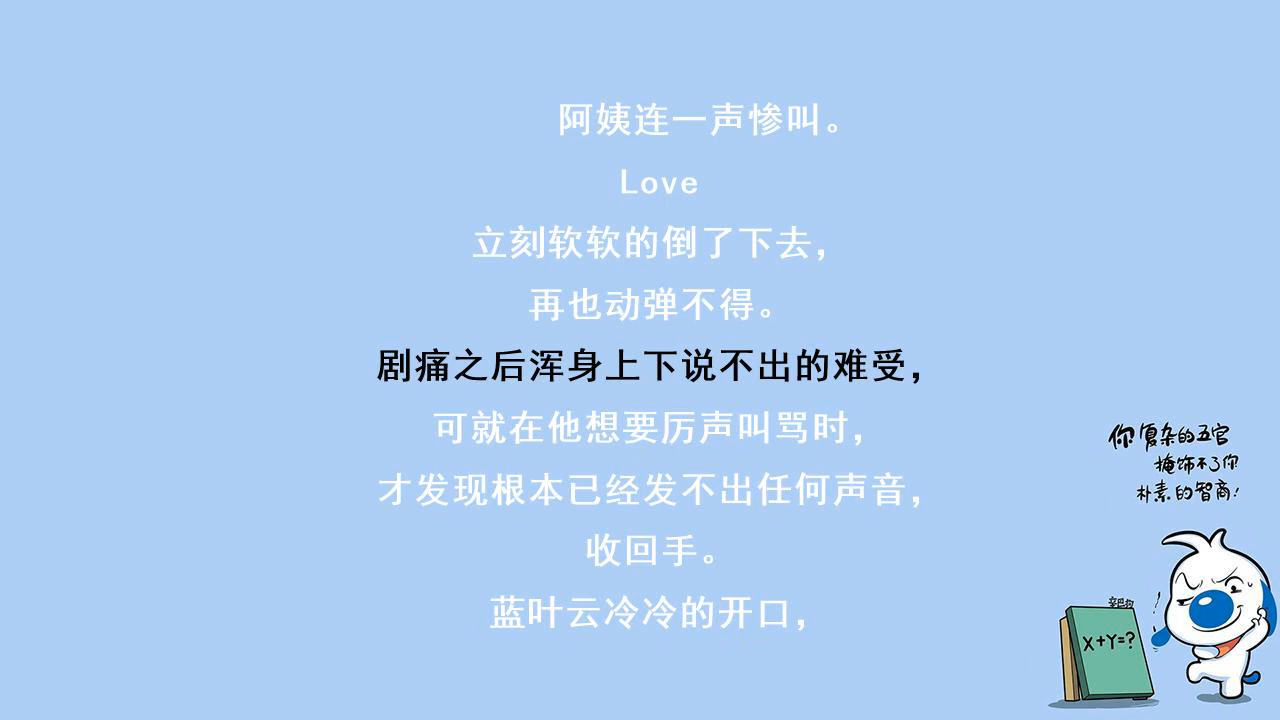 阿姨连一声惨叫。
Love
立刻软软的倒了下去，
再也动弹不得。
剧痛之后浑身上下说不出的难受，
可就在他想要厉声叫骂时，
才发现根本已经发不出任何声音，
收回手。
蓝叶云冷冷的开口，
你复杂的五官
掩饰不了你
朴素的智商！
X+Y=?